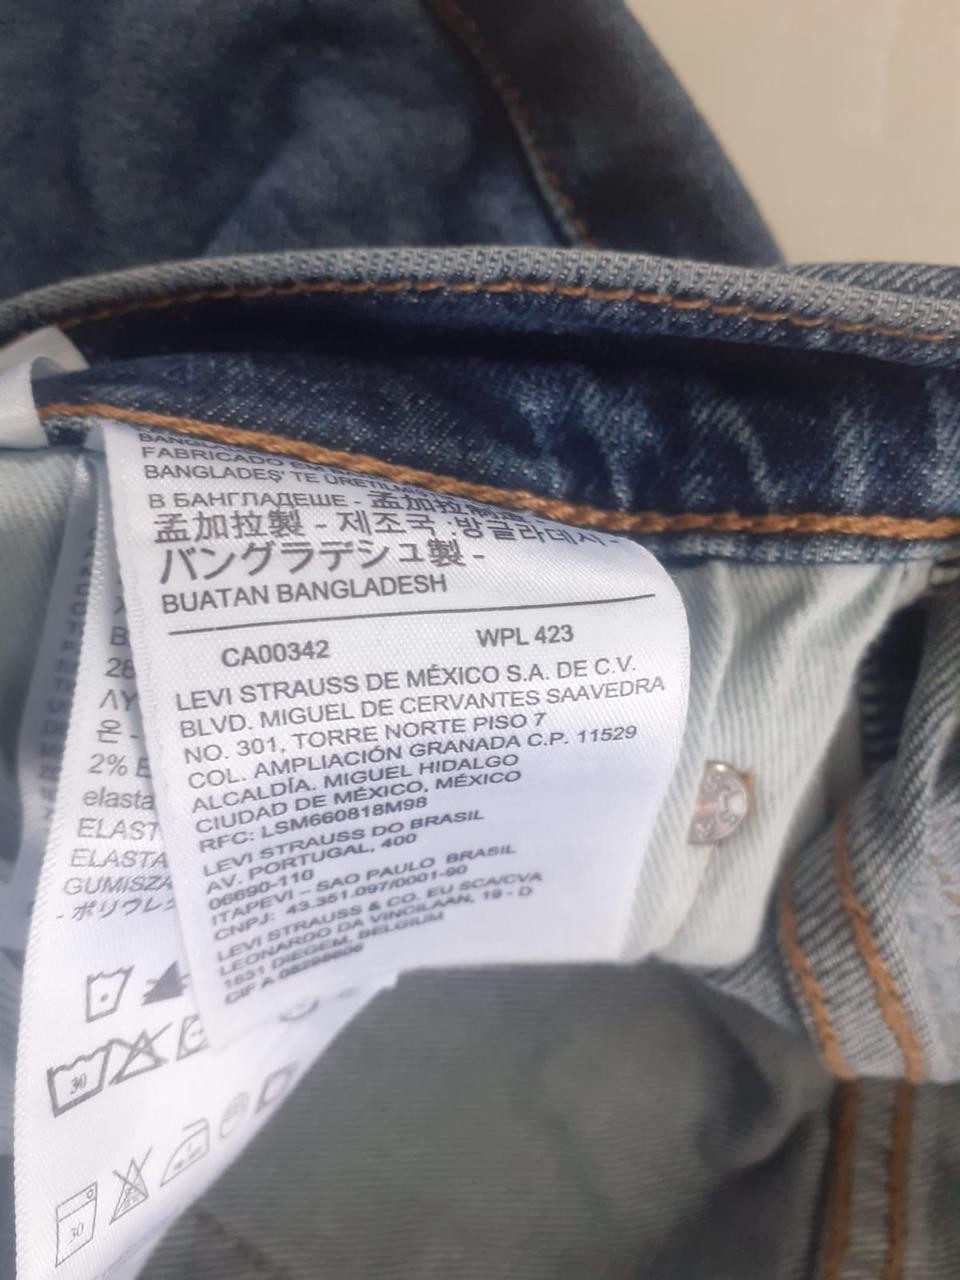 FABRICADO EM
BANGLADEŞ' TE ÜRETİLMİŞ
В БАНГЛАДЕШЕ - 孟加拉制造
孟加拉製 - 제조국 :방글라데시 -
バングラデシュ製 -
BUATAN BANGLADESH
CA00342 WPL 423
LEVI STRAUSS DE MÉXICO S.A. DE C.V.
BLVD. MIGUEL DE CERVANTES SAAVEDRA
NO. 301, TORRE NORTE PISO 7
COL. AMPLIACIÓN GRANADA C.P. 11529
ALCALDÍA. MIGUEL HIDALGO
CIUDAD DE MÉXICO, MÉXICO
RFC: LSM660818M98
LEVI STRAUSS DO BRASIL
AV. PORTUGAL, 400
06690-110
ITAPEVI – SAO PAULO BRASIL
CNPJ: 43.351.097/0001-90
LEVI STRAUSS & CO. EU SCA/CVA
LEONARDO DA VINCILAAN, 19 - D
1831 DIEGEM, BELGIUM
CIF A
2% E
elasta
ELAST
ELASTA
GUMISZA
- ポリウレ
30
30